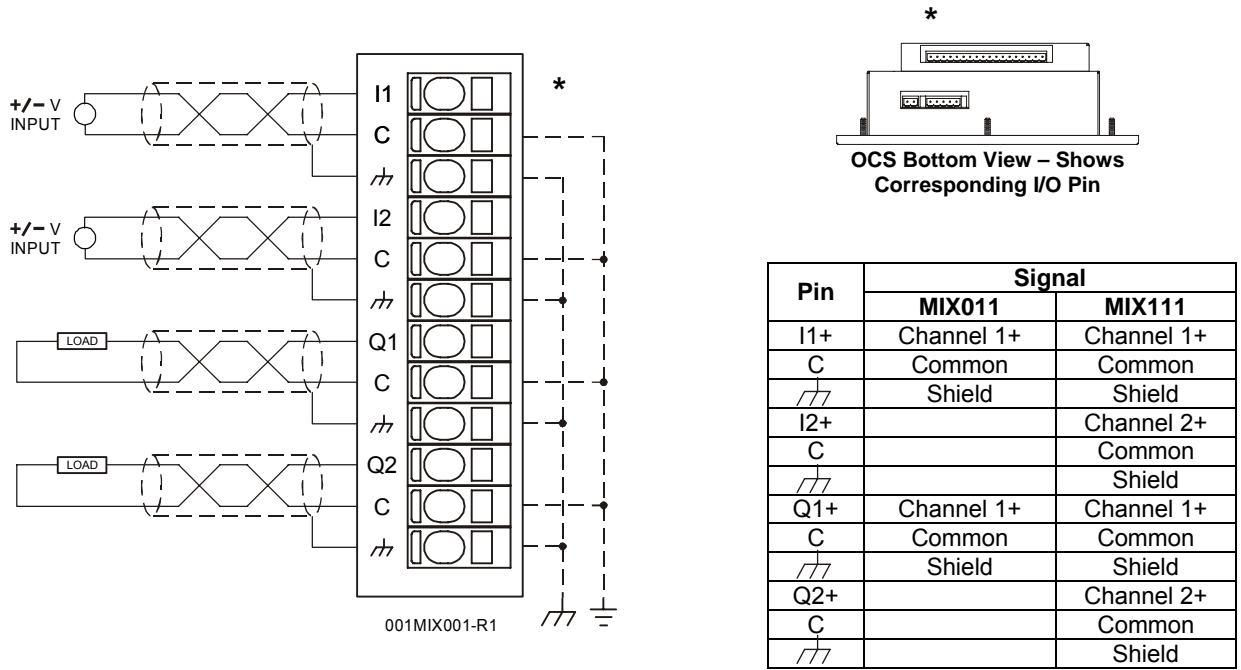 *
+/– V
INPUT
I1
C
*
+/– V
INPUT
I2
C
LOAD
Q1
C
LOAD
Q2
C
001MIX001-R1
*
OCS Bottom View – Shows
Corresponding I/O Pin
Pin Signal
MIX011 MIX111
I1+ Channel 1+ Channel 1+
C Common Common
Shield Shield
I2+ Channel 2+
C Common
Shield
Q1+ Channel 1+ Channel 1+
C Common Common
Shield Shield
Q2+ Channel 2+
C Common
Shield